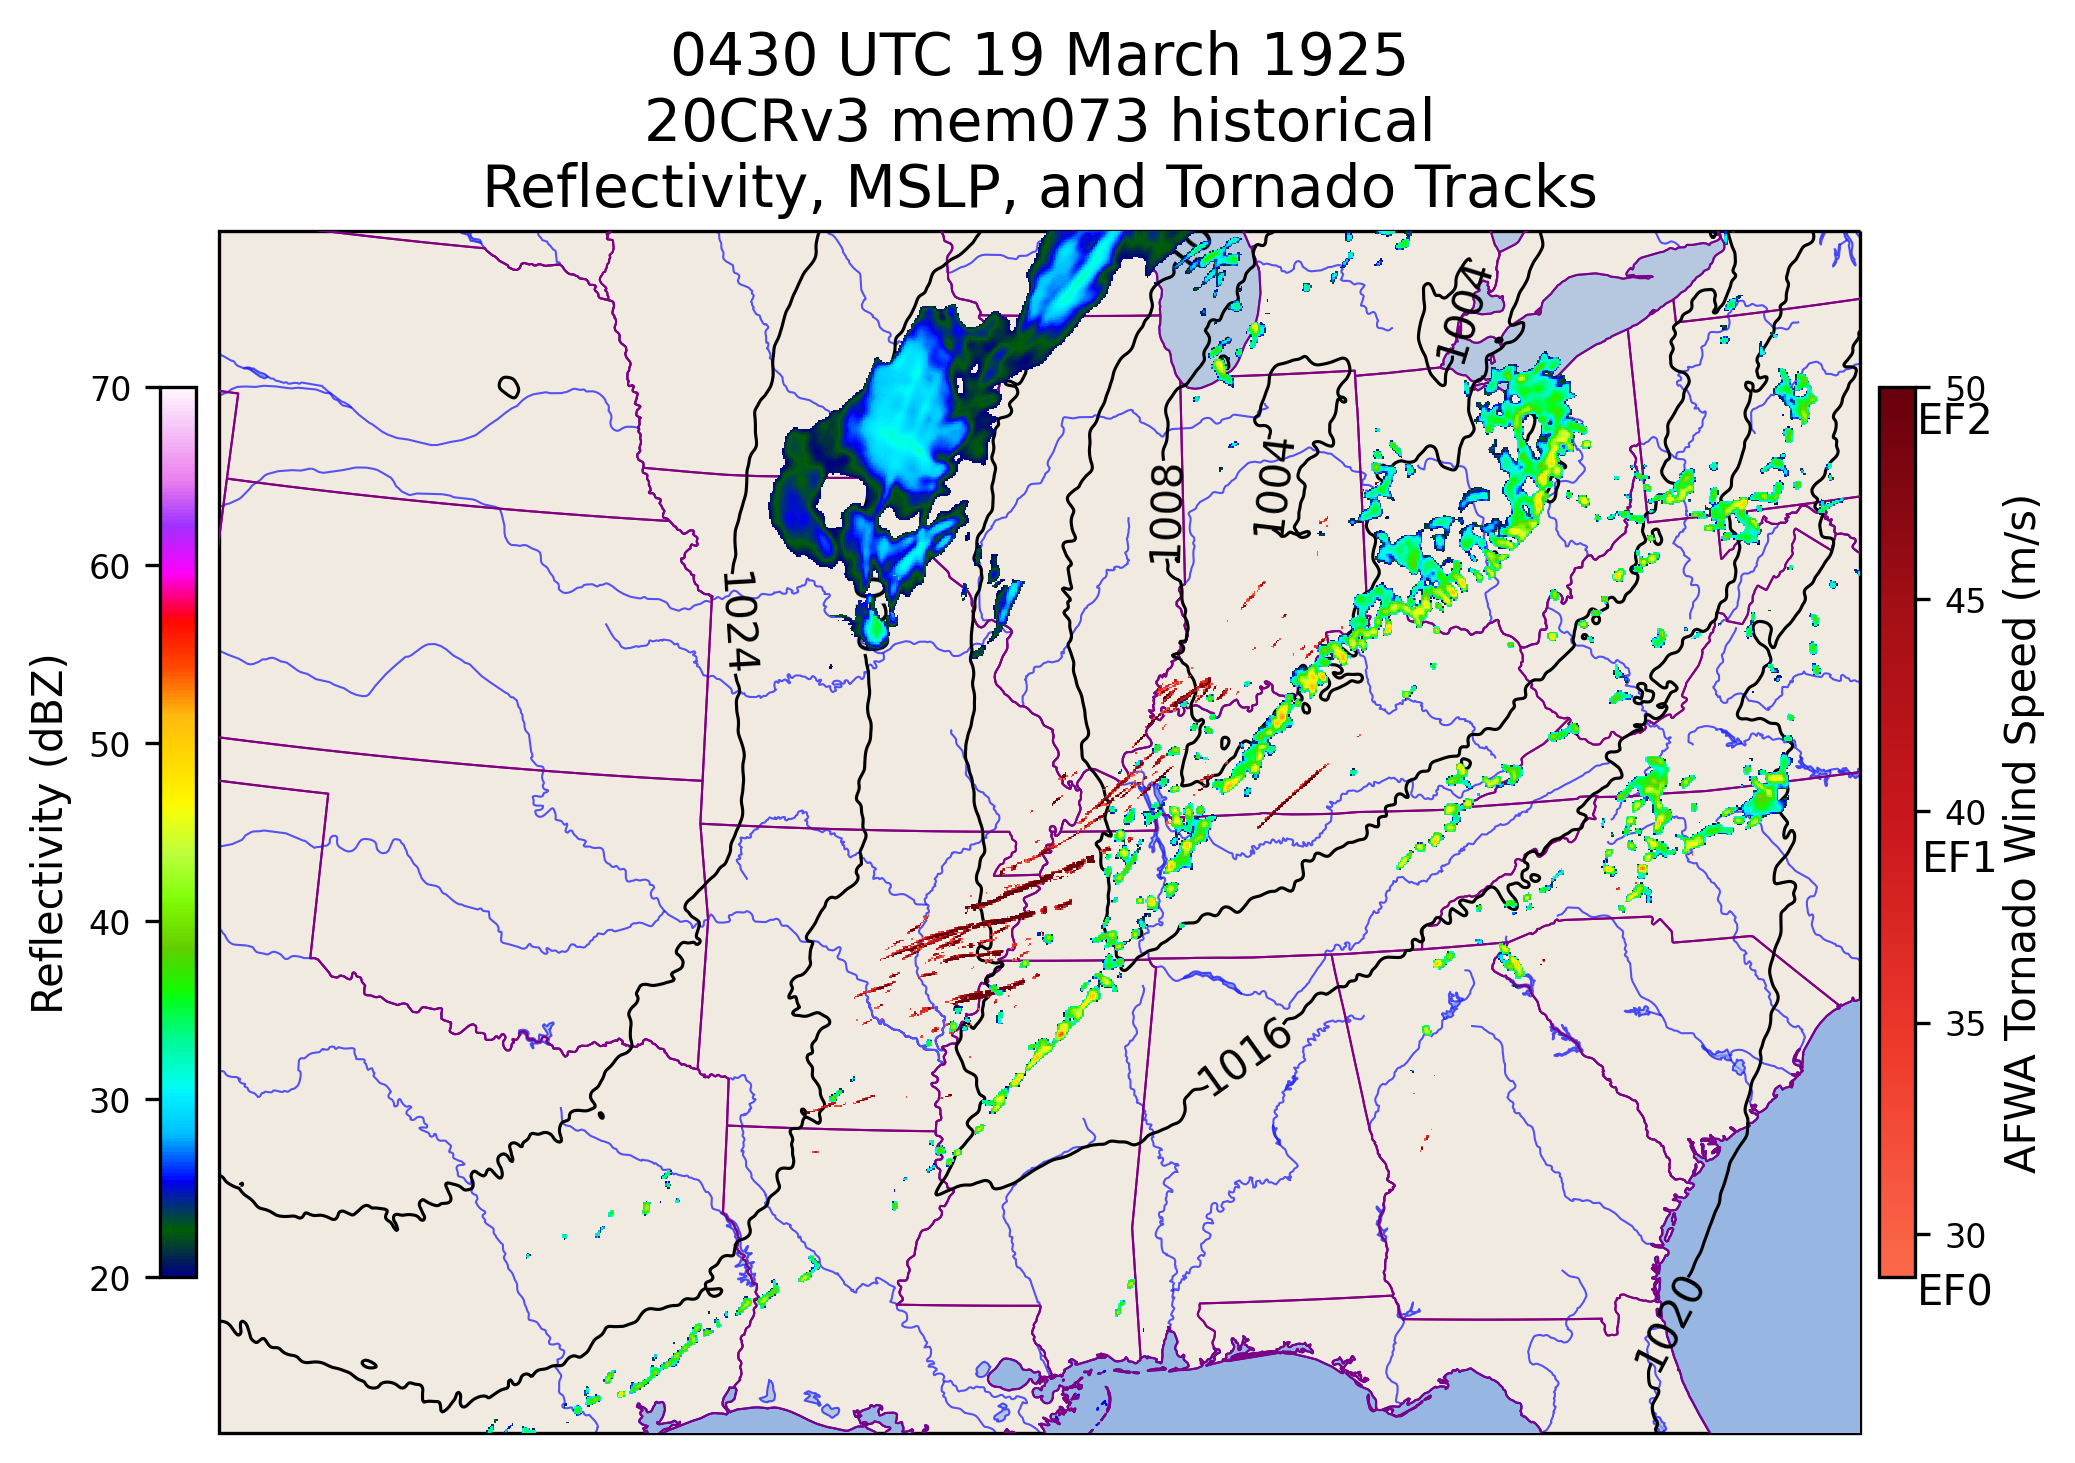 0430 UTC 19 March 1925
20CRv3 mem073 historical
Reflectivity, MSLP, and Tornado Tracks
Reflectivity (dBZ)
70
60
50
40
30
20
1024
1008
1004
1004
1016
1020
50
EF2
45
40
EF1
35
30
EF0
AFWA Tornado Wind Speed (m/s)